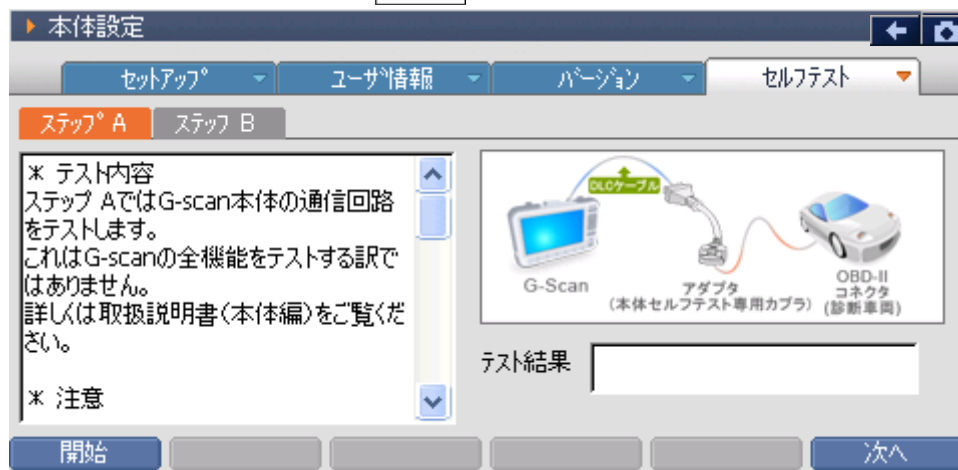 本体設定
セットアップ
ユーザ情報
バージョン
セルフテスト
ステップ A
ステップ B
* テスト内容
ステップ AではG-scan本体の通信回路
をテストします。
これはG-scanの全機能をテストする訳で
はありません。
詳しくは取扱説明書(本体編)をご覧くだ
さい。
* 注意
DLCケーブル
G-Scan
アダプタ
(本体セルフテスト専用カプラ)
OBD-II
コネクタ
(診断車両)
テスト結果
開始
次へ